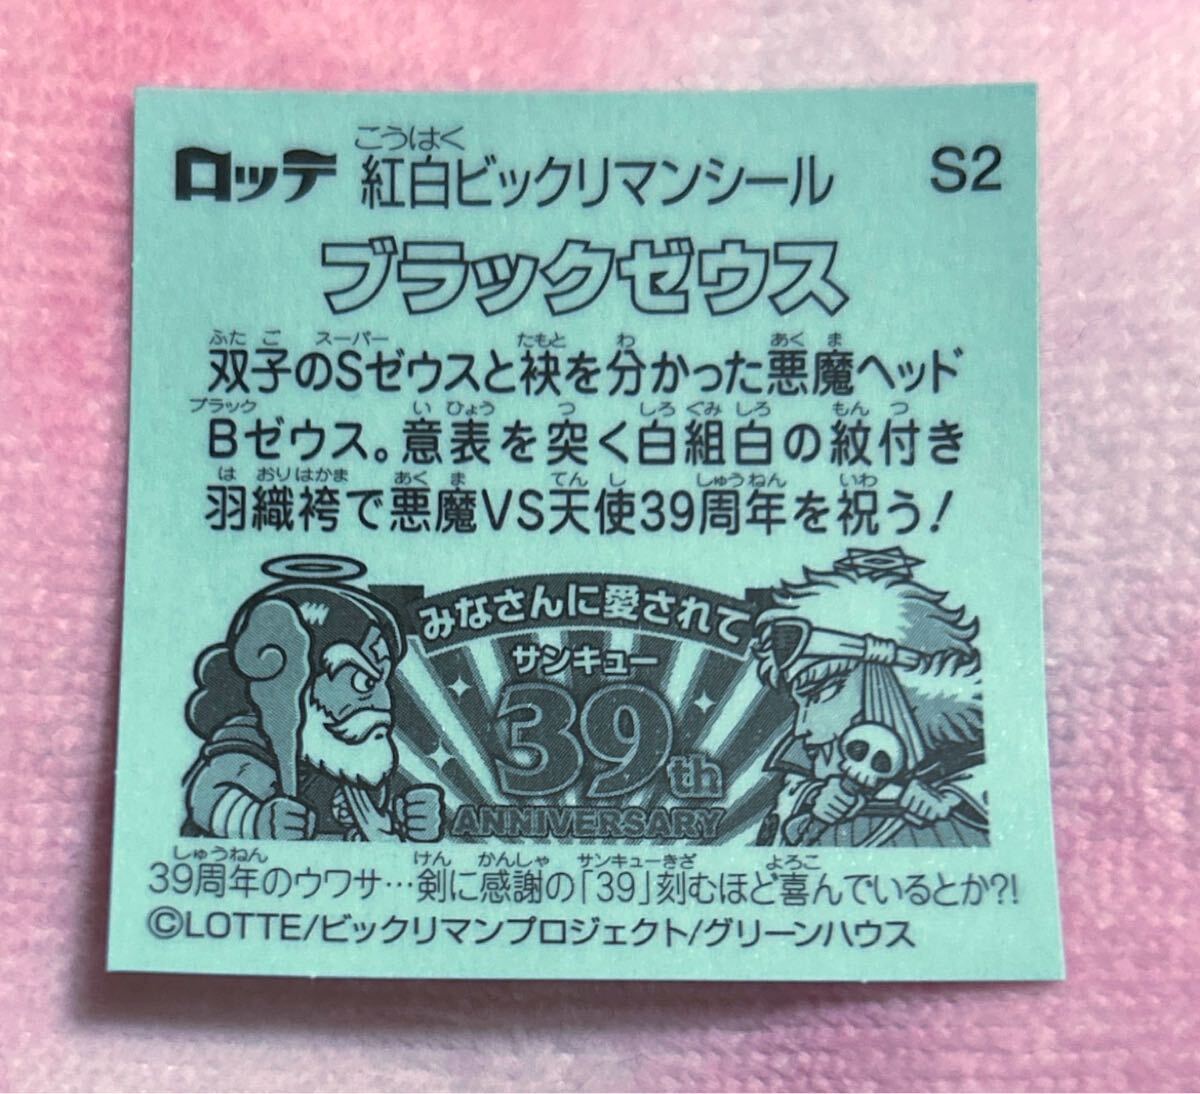 こうはく
ロッテ 紅白ビックリマンシール S2
ブラックゼウス
ふたご スーパー たもと わ あくま
双子のSゼウスと袂を分かった悪魔ヘッド
ブラック いひょう つ しろぐみしろ もんつ
Bゼウス。意表を突く白組白の紋付き
はおりはかま あくま てんし しゅうねん いわ
羽織袴で悪魔VS天使39周年を祝う!
みなさんに愛されて
サンキュー
39th
ANNIVERSARY
しゅうねん けん かんしゃ サンキューきざ よろこ
39周年のウワサ…剣に感謝の「39」刻むほど喜んでいるとか?!
©LOTTE/ビックリマンプロジェクト/グリーンハウス